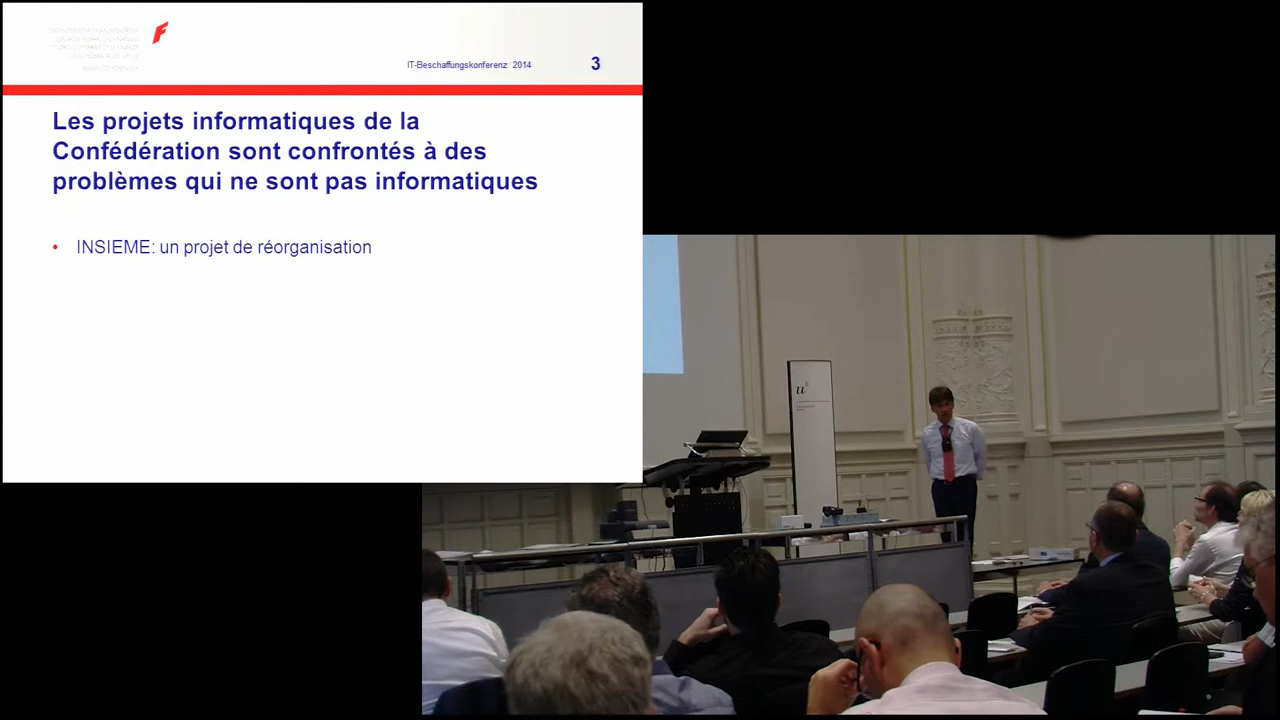 IT-Beschaffungskonferenz 2014
3
Les projets informatiques de la
Confédération sont confrontés à des
problèmes qui ne sont pas informatiques
• INSIEME: un projet de réorganisation
u